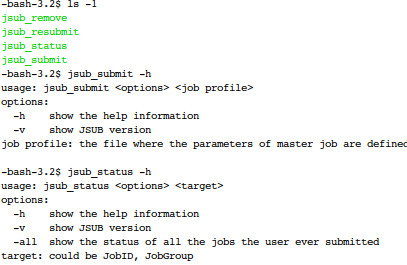 -bash-3.2$ ls -l
jsub_remove
jsub_resubmit
jsub_status
jsub_submit
-bash-3.2$ jsub_submit -h
usage: jsub_submit <options> <job profile>
options:
  -h    show the help information
  -v    show JSUB version
job profile: the file where the parameters of master job are defined
-bash-3.2$ jsub_status -h
usage: jsub_status <options> <target>
options:
  -h    show the help information
  -v    show JSUB version
  -all  show the status of all the jobs the user ever submitted
target: could be JobID, JobGroup